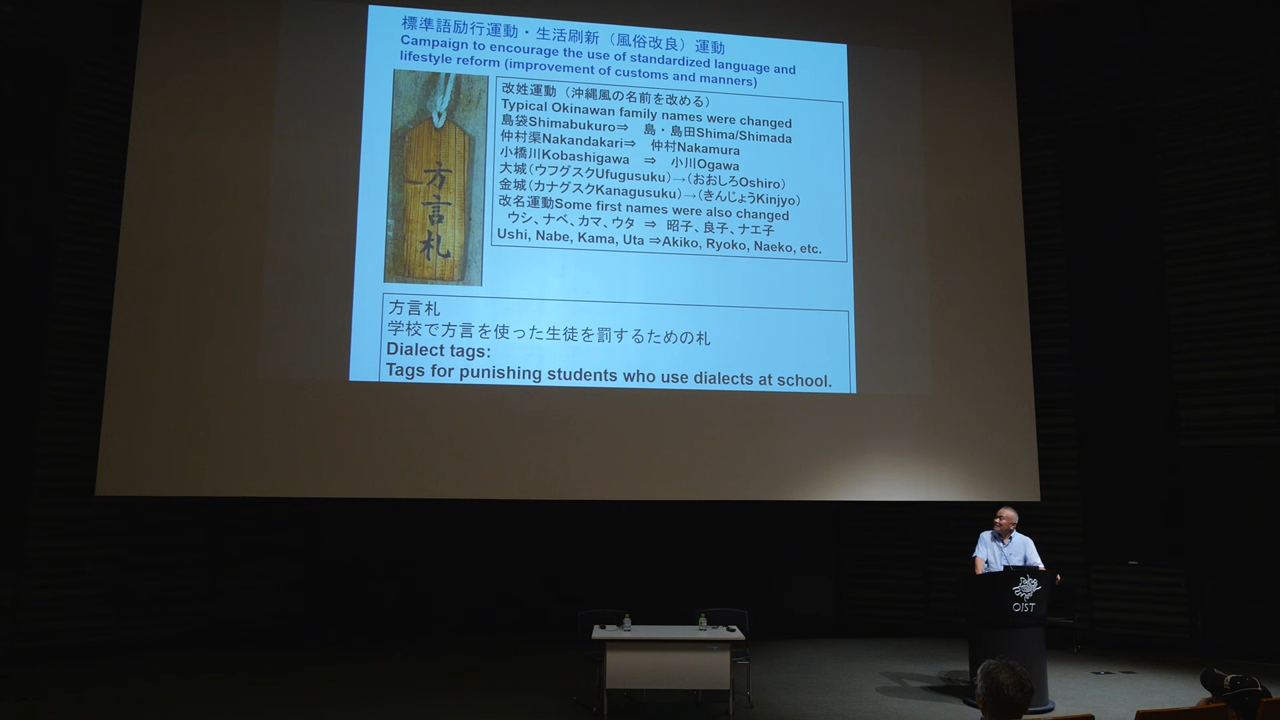 標準語励行運動・生活刷新（風俗改良）運動
Campaign to encourage the use of standardized language and
lifestyle reform (improvement of customs and manners)
方言札
改姓運動（沖縄風の名前を改める）
Typical Okinawan family names were changed
島袋Shimabukuro⇒　島・島田Shima/Shimada
仲村渠Nakandakari⇒　仲村Nakamura
小橋川Kobashigawa　⇒　小川Ogawa
大城(ウフグスクUfugusuku)→(おおしろOshiro)
金城(カナグスクKanagusuku)→(きんじょうKinjyo)
改名運動Some first names were also changed
ウシ、ナベ、カマ、ウタ　⇒　昭子、良子、ナエ子
Ushi, Nabe, Kama, Uta ⇒Akiko, Ryoko, Naeko, etc.
方言札
学校で方言を使った生徒を罰するための札
Dialect tags:
Tags for punishing students who use dialects at school.
OIST